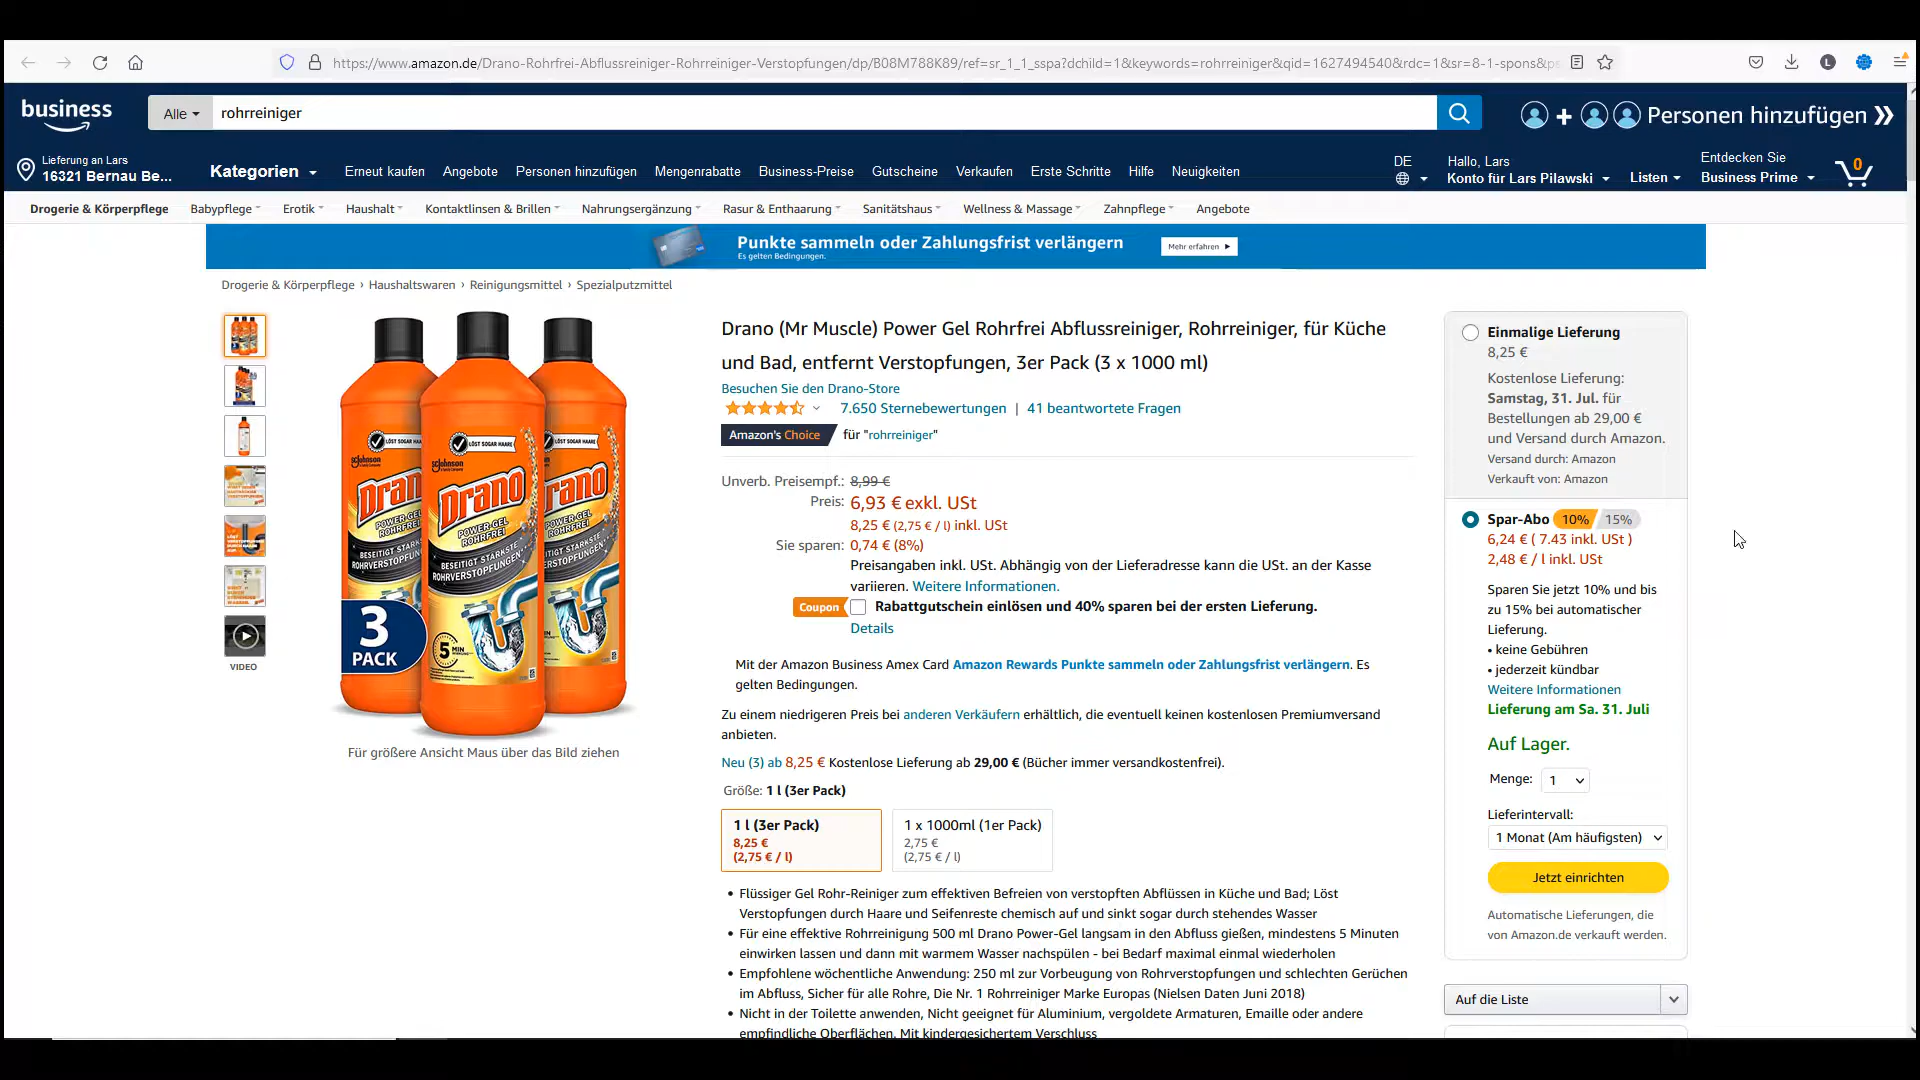 https://www.amazon.de/Drano-Rohrfrei-Abflussreiniger-Rohrreiniger-Verstopfungen/dp/B08M788K89/ref=sr_1_1_sspa?dchild=1&keywords=rohrreiniger&qid=1627494540&rdc=1&sr=8-1-spons&ps
L
business
Alle
rohrreiniger
Personen hinzufügen
Lieferung an Lars
16321 Bernau Be...
Kategorien
Erneut kaufen Angebote Personen hinzufügen Mengenrabatte Business-Preise Gutscheine Verkaufen Erste Schritte Hilfe Neuigkeiten
DE
Hallo, Lars
Konto für Lars Pilawski
Listen
Entdecken Sie
Business Prime
0
Drogerie & Körperpflege Babypflege Erotik Haushalt Kontaktlinsen & Brillen Nahrungsergänzung Rasur & Enthaarung Sanitätshaus Wellness & Massage Zahnpflege Angebote
Punkte sammeln oder Zahlungsfrist verlängern
Es gelten Bedingungen.
Mehr erfahren
Drogerie & Körperpflege › Haushaltswaren › Reinigungsmittel › Spezialputzmittel
VIDEO
LÖST SOGAR HAARE
SCJohnson
Drano
POWER-GEL
ROHRFREI
BESEITIGT STÄRKSTE
ROHRVERSTOPFUNGEN
3
PACK
5 MIN
Für größere Ansicht Maus über das Bild ziehen
Drano (Mr Muscle) Power Gel Rohrfrei Abflussreiniger, Rohrreiniger, für Küche
und Bad, entfernt Verstopfungen, 3er Pack (3 x 1000 ml)
Besuchen Sie den Drano-Store
7.650 Sternebewertungen | 41 beantwortete Fragen
Amazon's Choice für "rohrreiniger"
Unverb. Preisempf.: 8,99 €
Preis: 6,93 € exkl. USt
8,25 € (2,75 € / l) inkl. USt
Sie sparen: 0,74 € (8%)
Preisangaben inkl. USt. Abhängig von der Lieferadresse kann die USt. an der Kasse
variieren. Weitere Informationen.
Coupon Rabattgutschein einlösen und 40% sparen bei der ersten Lieferung.
Details
Mit der Amazon Business Amex Card Amazon Rewards Punkte sammeln oder Zahlungsfrist verlängern. Es
gelten Bedingungen.
Zu einem niedrigeren Preis bei anderen Verkäufern erhältlich, die eventuell keinen kostenlosen Premiumversand
anbieten.
Neu (3) ab 8,25 € Kostenlose Lieferung ab 29,00 € (Bücher immer versandkostenfrei).
Größe: 1 l (3er Pack)
1 l (3er Pack)
8,25 €
(2,75 € / l)
1 x 1000ml (1er Pack)
2,75 €
(2,75 € / l)
• Flüssiger Gel Rohr-Reiniger zum effektiven Befreien von verstopften Abflüssen in Küche und Bad; Löst
Verstopfungen durch Haare und Seifenreste chemisch auf und sinkt sogar durch stehendes Wasser
• Für eine effektive Rohrreinigung 500 ml Drano Power-Gel langsam in den Abfluss gießen, mindestens 5 Minuten
einwirken lassen und dann mit warmem Wasser nachspülen - bei Bedarf maximal einmal wiederholen
• Empfohlene wöchentliche Anwendung: 250 ml zur Vorbeugung von Rohrverstopfungen und schlechten Gerüchen
im Abfluss, Sicher für alle Rohre, Die Nr. 1 Rohrreiniger Marke Europas (Nielsen Daten Juni 2018)
• Nicht in der Toilette anwenden, Nicht geeignet für Aluminium, vergoldete Armaturen, Emaille oder andere
empfindliche Oberflächen, Mit kindergesichertem Verschluss
Einmalige Lieferung
8,25 €
Kostenlose Lieferung:
Samstag, 31. Jul. für
Bestellungen ab 29,00 €
und Versand durch Amazon.
Versand durch: Amazon
Verkauft von: Amazon
Spar-Abo 10% 15%
6,24 € ( 7.43 inkl. USt )
2,48 € / l inkl. USt
Sparen Sie jetzt 10% und bis
zu 15% bei automatischer
Lieferung.
• keine Gebühren
• jederzeit kündbar
Weitere Informationen
Lieferung am Sa. 31. Juli
Auf Lager.
Menge: 1
Lieferintervall:
1 Monat (Am häufigsten)
Jetzt einrichten
Automatische Lieferungen, die
von Amazon.de verkauft werden.
Auf die Liste